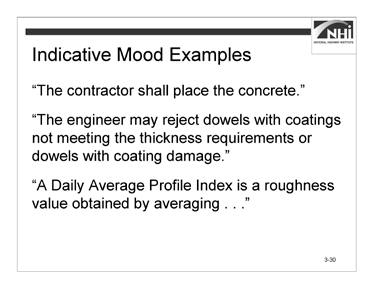 NHI
NATIONAL HIGHWAY INSTITUTE
Indicative Mood Examples
“The contractor shall place the concrete.”
“The engineer may reject dowels with coatings
not meeting the thickness requirements or
dowels with coating damage.”
“A Daily Average Profile Index is a roughness
value obtained by averaging . . .”
3-30